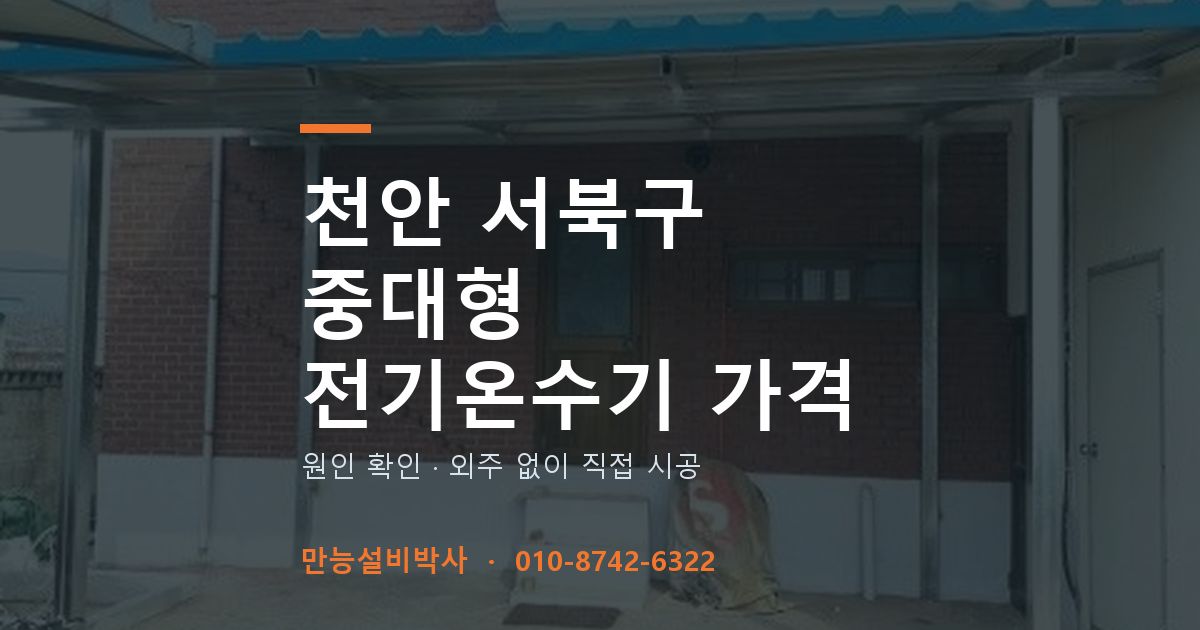 천안 서북구
중대형
전기온수기 가격
원인 확인 · 외주 없이 직접 시공
만능설비박사 · 010-8742-6322
S